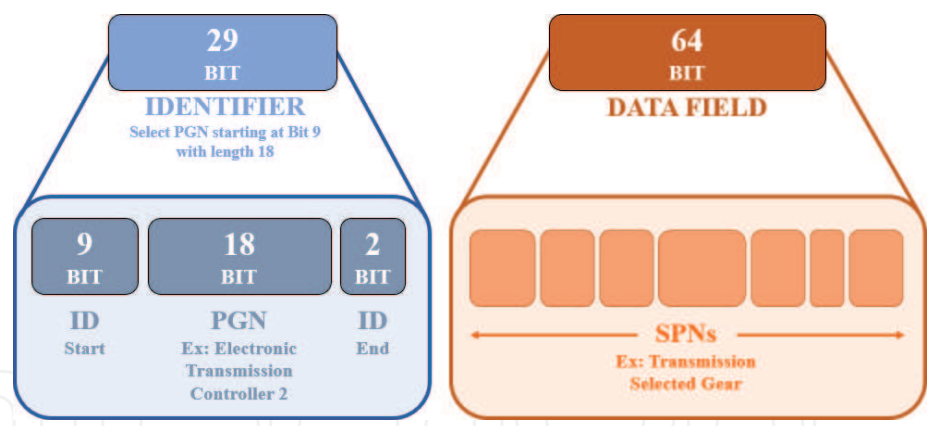 29
BIT
IDENTIFIER
Select PGN starting at Bit 9
with length 18
9
BIT
18
BIT
2
BIT
ID
Start
PGN
Ex: Electronic
Transmission
Controller 2
ID
End
64
BIT
DATA FIELD
SPNs
Ex: Transmission
Selected Gear